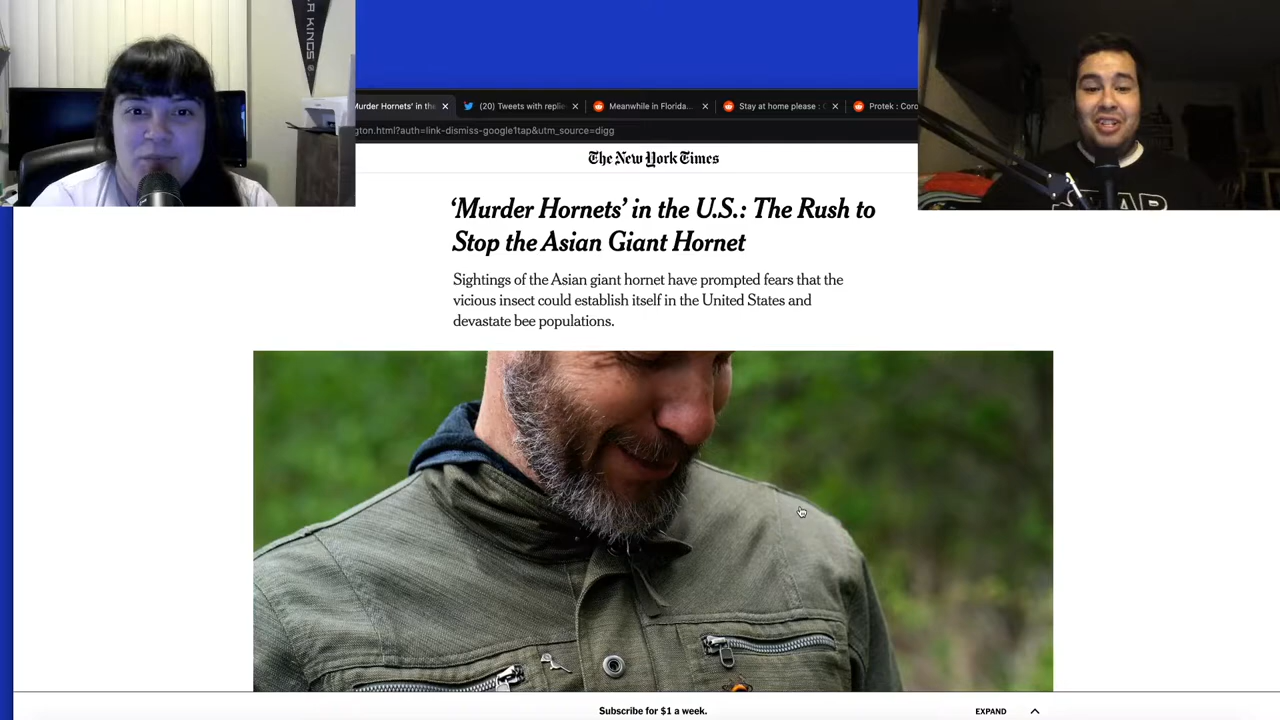 A KINGS
Murder Hornets' in the
(20) Tweets with replie
Meanwhile in Florida...
Stay at home please : C
Protek : Coro
gton.html?auth=link-dismiss-google1tap&utm_source=digg
The New York Times
‘Murder Hornets’ in the U.S.: The Rush to
Stop the Asian Giant Hornet
Sightings of the Asian giant hornet have prompted fears that the
vicious insect could establish itself in the United States and
devastate bee populations.
Subscribe for $1 a week.
EXPAND